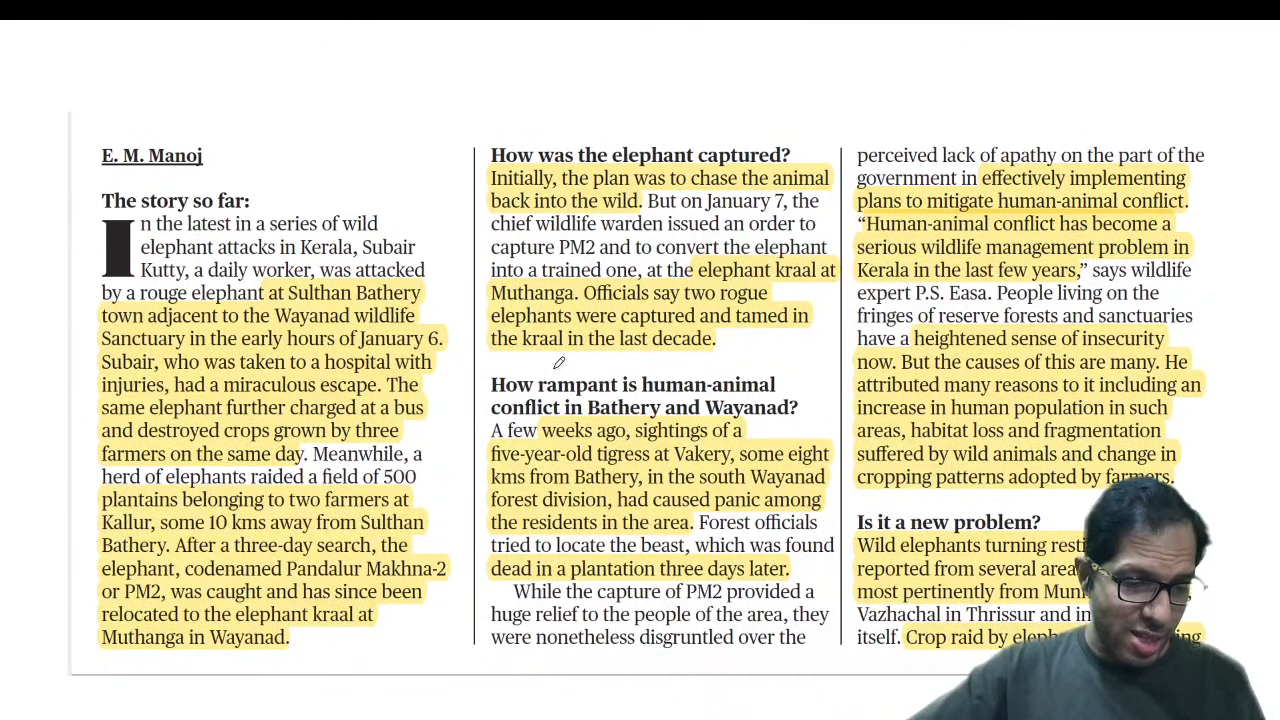 E. M. Manoj
The story so far:
In the latest in a series of wild
elephant attacks in Kerala, Subair
Kutty, a daily worker, was attacked
by a rouge elephant at Sulthan Bathery
town adjacent to the Wayanad wildlife
Sanctuary in the early hours of January 6.
Subair, who was taken to a hospital with
injuries, had a miraculous escape. The
same elephant further charged at a bus
and destroyed crops grown by three
farmers on the same day. Meanwhile, a
herd of elephants raided a field of 500
plantains belonging to two farmers at
Kallur, some 10 kms away from Sulthan
Bathery. After a three-day search, the
elephant, codenamed Pandalur Makhna-2
or PM2, was caught and has since been
relocated to the elephant kraal at
Muthanga in Wayanad.
How was the elephant captured?
Initially, the plan was to chase the animal
back into the wild. But on January 7, the
chief wildlife warden issued an order to
capture PM2 and to convert the elephant
into a trained one, at the elephant kraal at
Muthanga. Officials say two rogue
elephants were captured and tamed in
the kraal in the last decade.
How rampant is human-animal
conflict in Bathery and Wayanad?
A few weeks ago, sightings of a
five-year-old tigress at Vakery, some eight
kms from Bathery, in the south Wayanad
forest division, had caused panic among
the residents in the area. Forest officials
tried to locate the beast, which was found
dead in a plantation three days later.
While the capture of PM2 provided a
huge relief to the people of the area, they
were nonetheless disgruntled over the
perceived lack of apathy on the part of the
government in effectively implementing
plans to mitigate human-animal conflict.
“Human-animal conflict has become a
serious wildlife management problem in
Kerala in the last few years,” says wildlife
expert P.S. Easa. People living on the
fringes of reserve forests and sanctuaries
have a heightened sense of insecurity
now. But the causes of this are many. He
attributed many reasons to it including an
increase in human population in such
areas, habitat loss and fragmentation
suffered by wild animals and change in
cropping patterns adopted by farmers.
Is it a new problem?
Wild elephants turning
reported from several
most pertinently from
Vazhachal in Thrissur and in
itself. Crop raid by